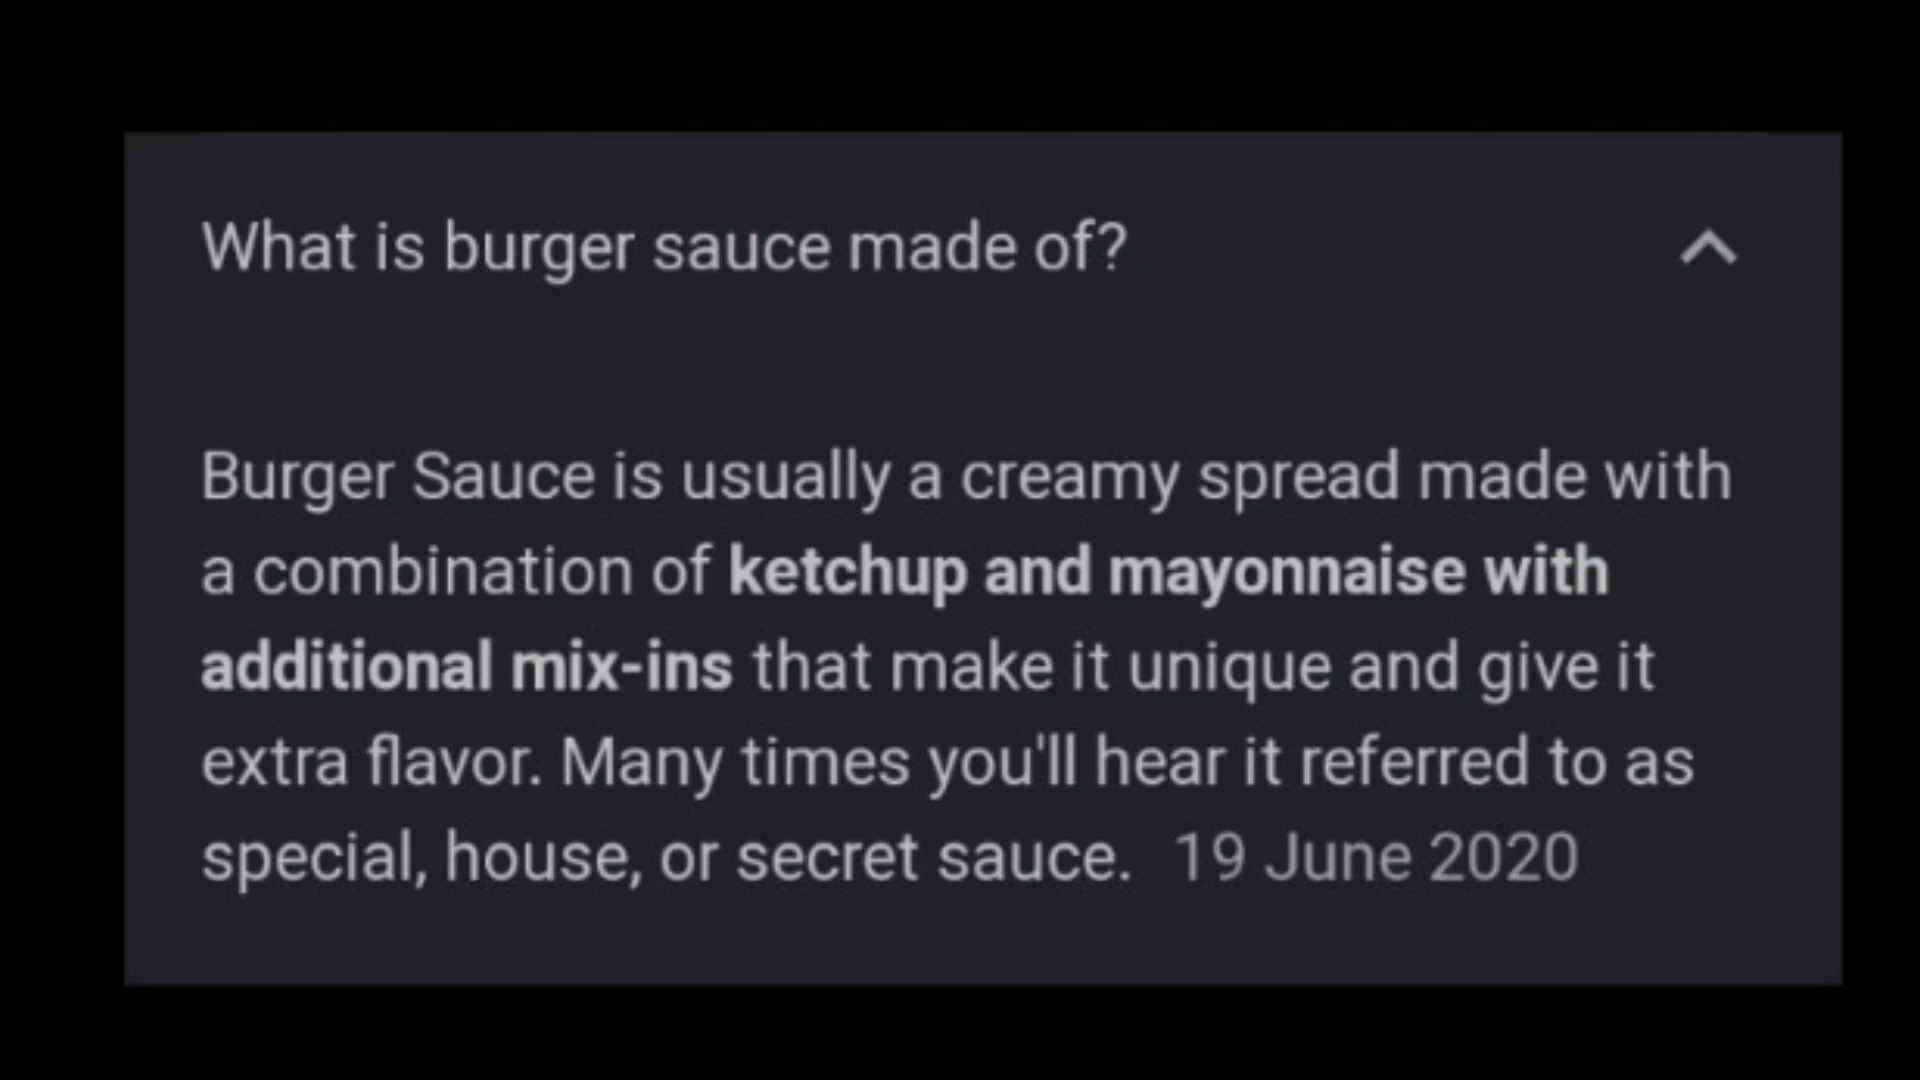 What is burger sauce made of?
Burger Sauce is usually a creamy spread made with
a combination of ketchup and mayonnaise with
additional mix-ins that make it unique and give it
extra flavor. Many times you'll hear it referred to as
special, house, or secret sauce. 19 June 2020